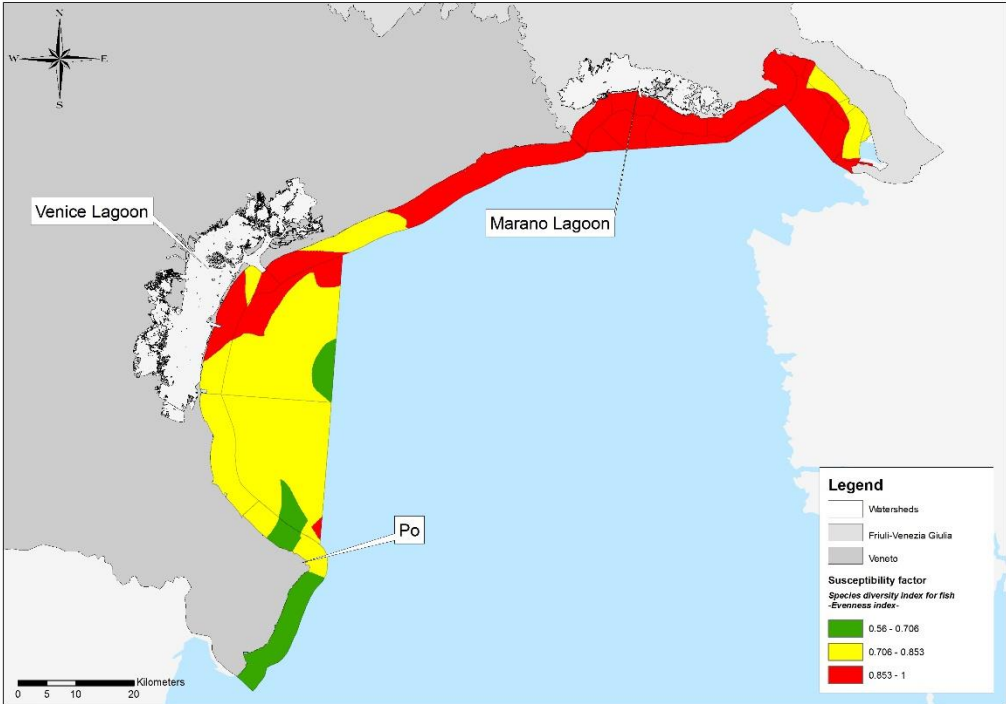 N
W
E
S
Venice Lagoon
Marano Lagoon
Po
Legend
Watersheds
Friuli-Venezia Giulia
Veneto
Susceptibility factor
Species diversity index for fish
-Evenness index-
0.56 - 0.706
0.706 - 0.853
0.853 - 1
Kilometers
0 5 10 20